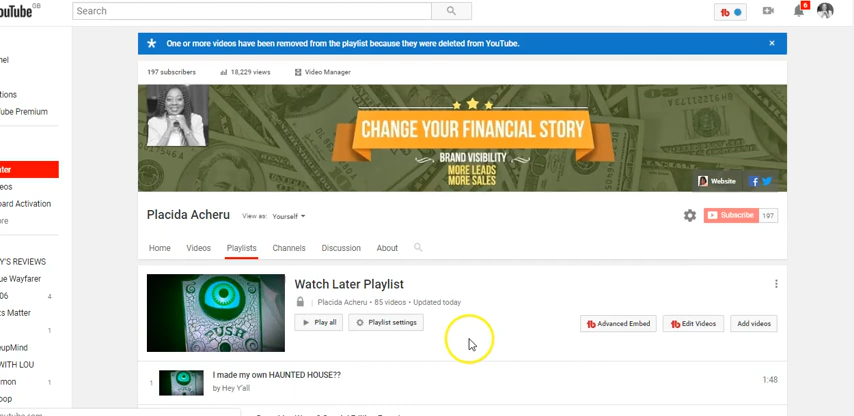 ouTube GB
Search
6
One or more videos have been removed from the playlist because they were deleted from YouTube.
197 subscribers
18,229 views
Video Manager
nel
CHANGE YOUR FINANCIAL STORY
BRAND VISIBILITY
MORE LEADS
MORE SALES
Website
tions
ube Premium
ater
eos
oard Activation
re
Placida Acheru
View as: Yourself
Subscribe 197
Home
Videos
Playlists
Channels
Discussion
About
Y'S REVIEWS
ue Wayfarer
06 4
ts Matter
1
eupMind
WITH LOU
mon 1
oop
PUSH
Watch Later Playlist
Placida Acheru • 85 videos • Updated today
Play all
Playlist settings
Advanced Embed
Edit Videos
Add videos
1
I made my own HAUNTED HOUSE??
by Hey Y'all
1:48